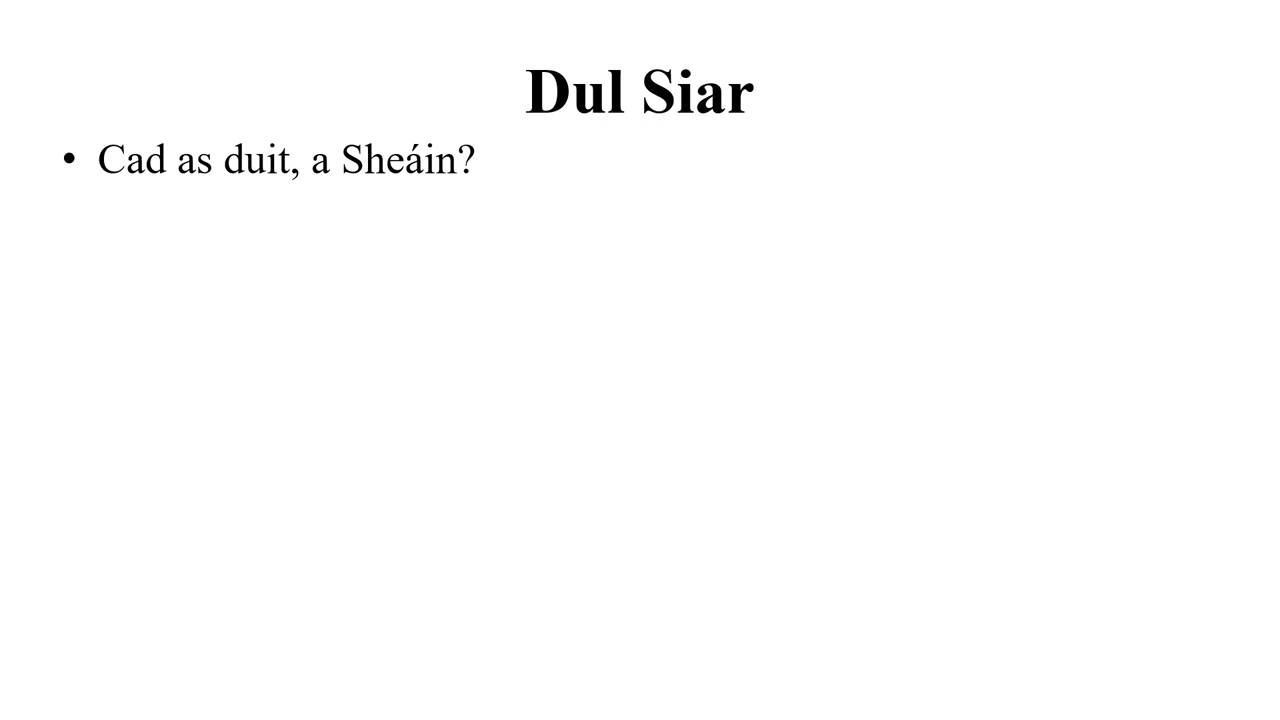 Dul Siar
• Cad as duit, a Sheáin?